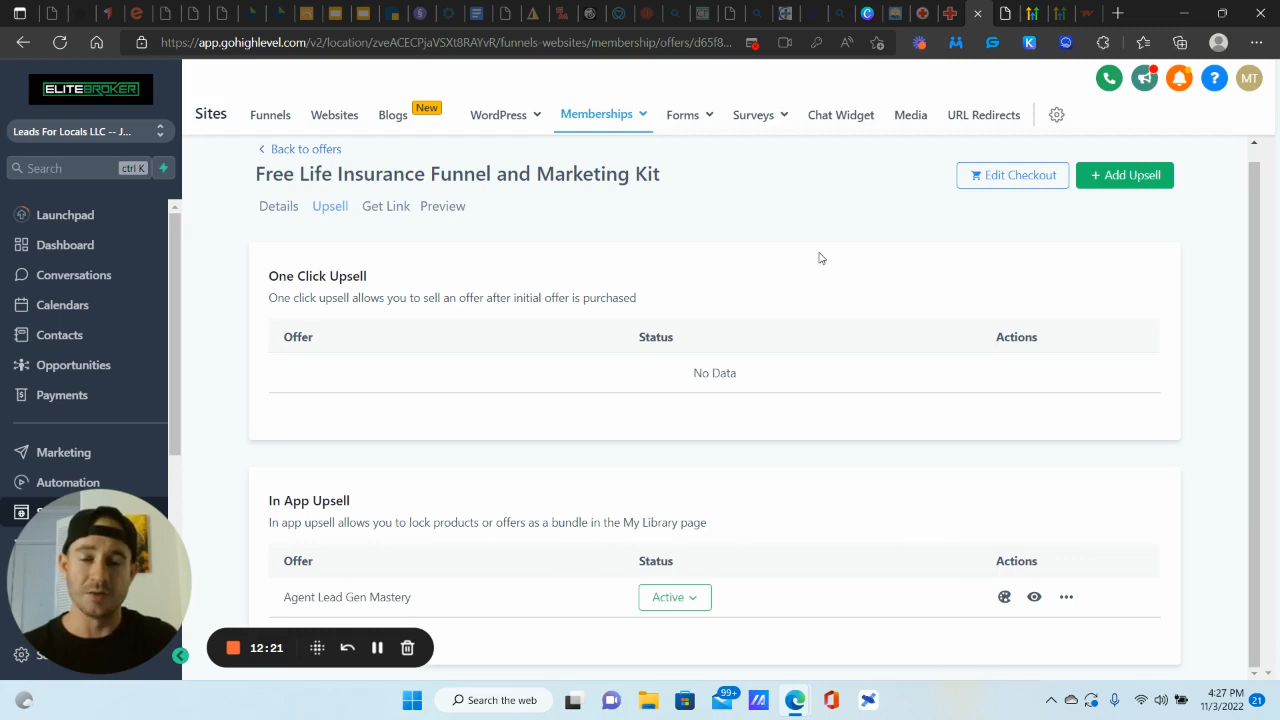 https://app.gohighlevel.com/v2/location/zveACECPjaVSXt8RAYvR/funnels-websites/membership/offers/d65f8...
ELITEBROKER
MT
Leads For Locals LLC -- J...
Search
ctrl K
Launchpad
Dashboard
Conversations
Calendars
Contacts
Opportunities
Payments
Marketing
Automation
Sites
Funnels
Websites
Blogs
New
WordPress
Memberships
Forms
Surveys
Chat Widget
Media
URL Redirects
Back to offers
Free Life Insurance Funnel and Marketing Kit
Edit Checkout
+ Add Upsell
Details
Upsell
Get Link
Preview
One Click Upsell
One click upsell allows you to sell an offer after initial offer is purchased
Offer
Status
Actions
No Data
In App Upsell
In app upsell allows you to lock products or offers as a bundle in the My Library page
Offer
Status
Actions
Agent Lead Gen Mastery
Active
12:21
Search the web
99+
4:27 PM
11/3/2022
21